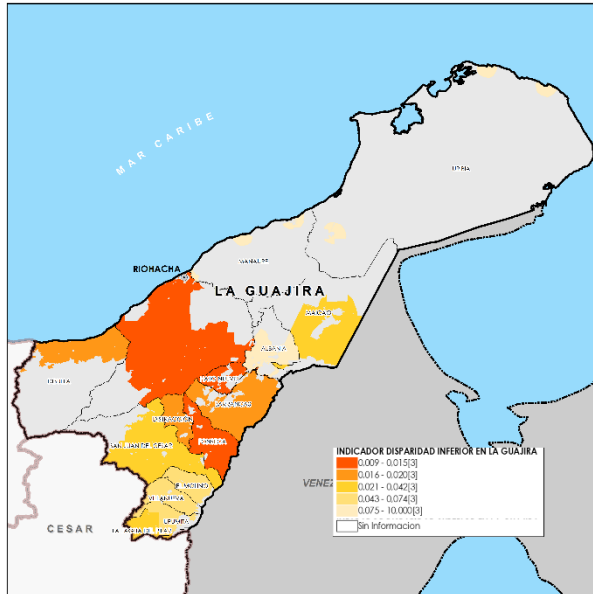 MAR CARIBE
URIBIA
MANAURE
RIOHACHA
LA GUAJIRA
MAICAO
ALBANIA
DIBULLA
HATONUEVO
BARRANCAS
DISTRACCION
FONSECA
SAN JUAN DEL CESAR
EL MOLINO
VILLANUEVA
URUMITA
LA JAGUA DEL PILAR
CESAR
VENEZ
INDICADOR DISPARIDAD INFERIOR EN LA GUAJIRA
0.009 - 0.015[3]
0.016 - 0.020[3]
0.021 - 0.042[3]
0.043 - 0.074[3]
0.075 - 10.000[3]
Sin Informacion